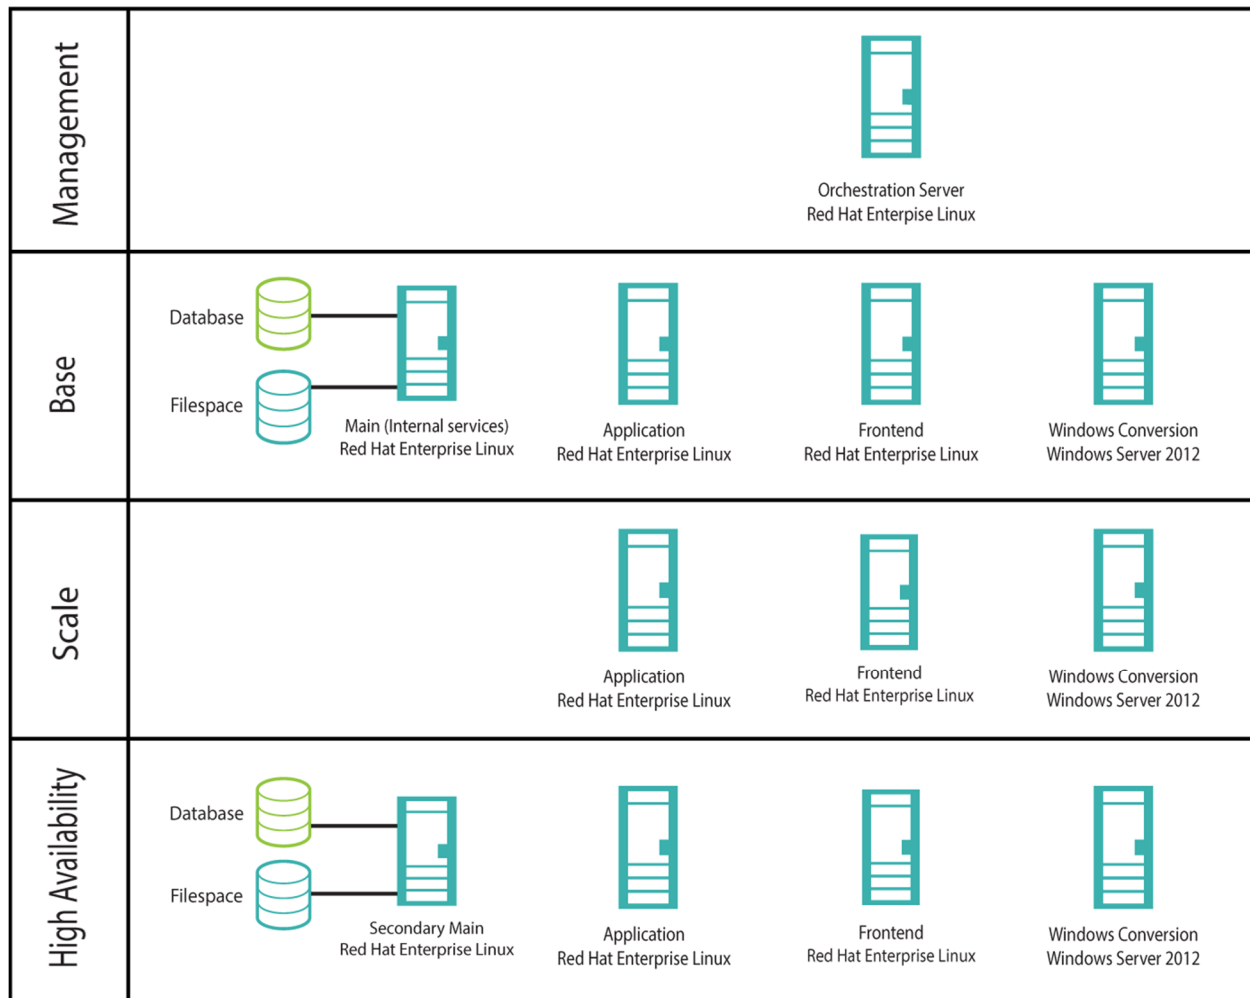 Management
Orchestration Server
Red Hat Enterpise Linux
Base
Database
Filespace
Main (Internal services)
Red Hat Enterprise Linux
Application
Red Hat Enterprise Linux
Frontend
Red Hat Enterprise Linux
Windows Conversion
Windows Server 2012
Scale
Application
Red Hat Enterprise Linux
Frontend
Red Hat Enterprise Linux
Windows Conversion
Windows Server 2012
High Availability
Database
Filespace
Secondary Main
Red Hat Enterprise Linux
Application
Red Hat Enterprise Linux
Frontend
Red Hat Enterprise Linux
Windows Conversion
Windows Server 2012